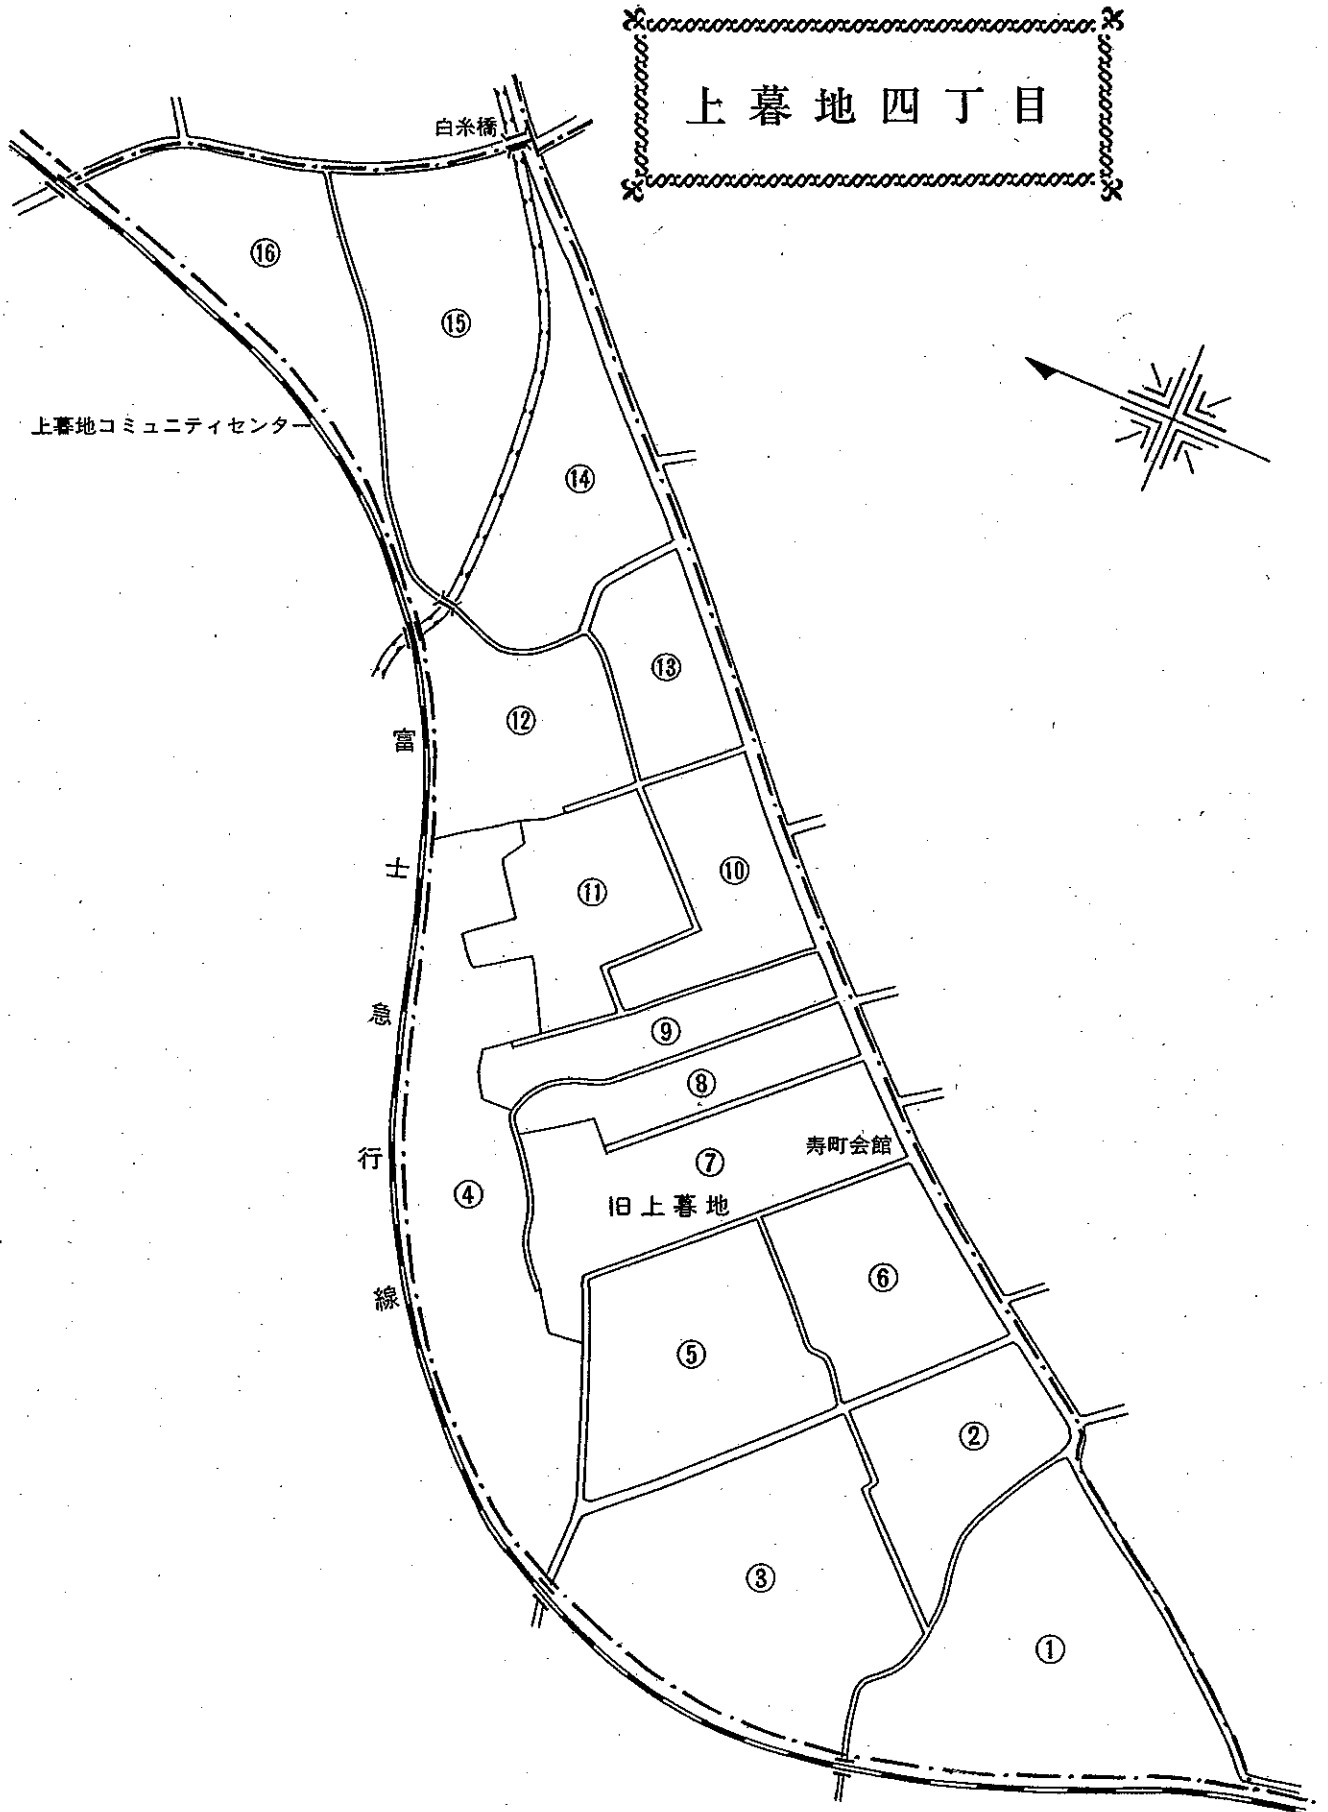 上暮地四丁目
白糸橋
⑯
⑮
上暮地コミュニティセンター
⑭
⑬
⑫
富士急行線
⑪
⑩
⑨
⑧
寿町会館
⑦
④
旧上暮地
⑥
⑤
②
③
①